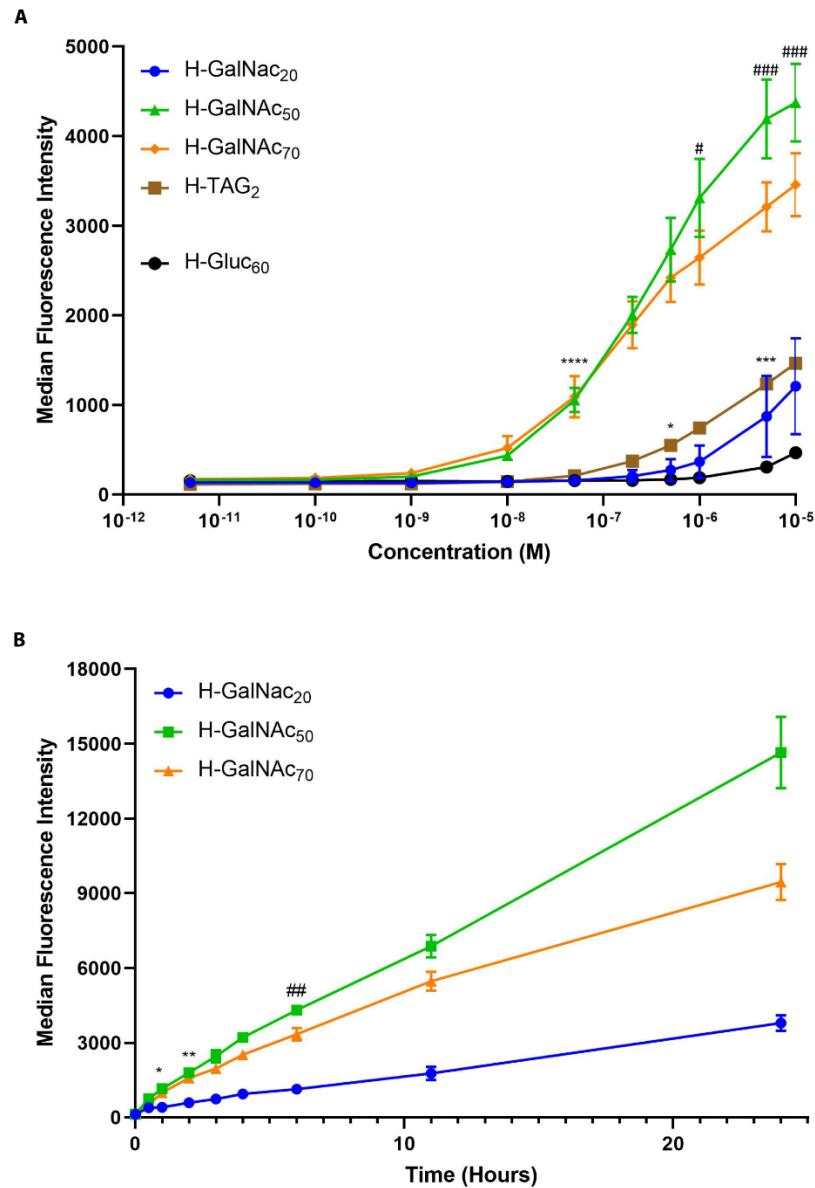 A
5000
4000
3000
2000
1000
0
Median Fluorescence Intensity
H-GalNac₂₀
H-GalNAc₅₀
H-GalNAc₇₀
H-TAG₂
H-Gluc₆₀
****
*
#
***
###
###
10⁻¹² 10⁻¹¹ 10⁻¹⁰ 10⁻⁹ 10⁻⁸ 10⁻⁷ 10⁻⁶ 10⁻⁵
Concentration (M)
B
18000
15000
12000
9000
6000
3000
0
Median Fluorescence Intensity
H-GalNac₂₀
H-GalNAc₅₀
H-GalNAc₇₀
*
**
##
0 10 20
Time (Hours)